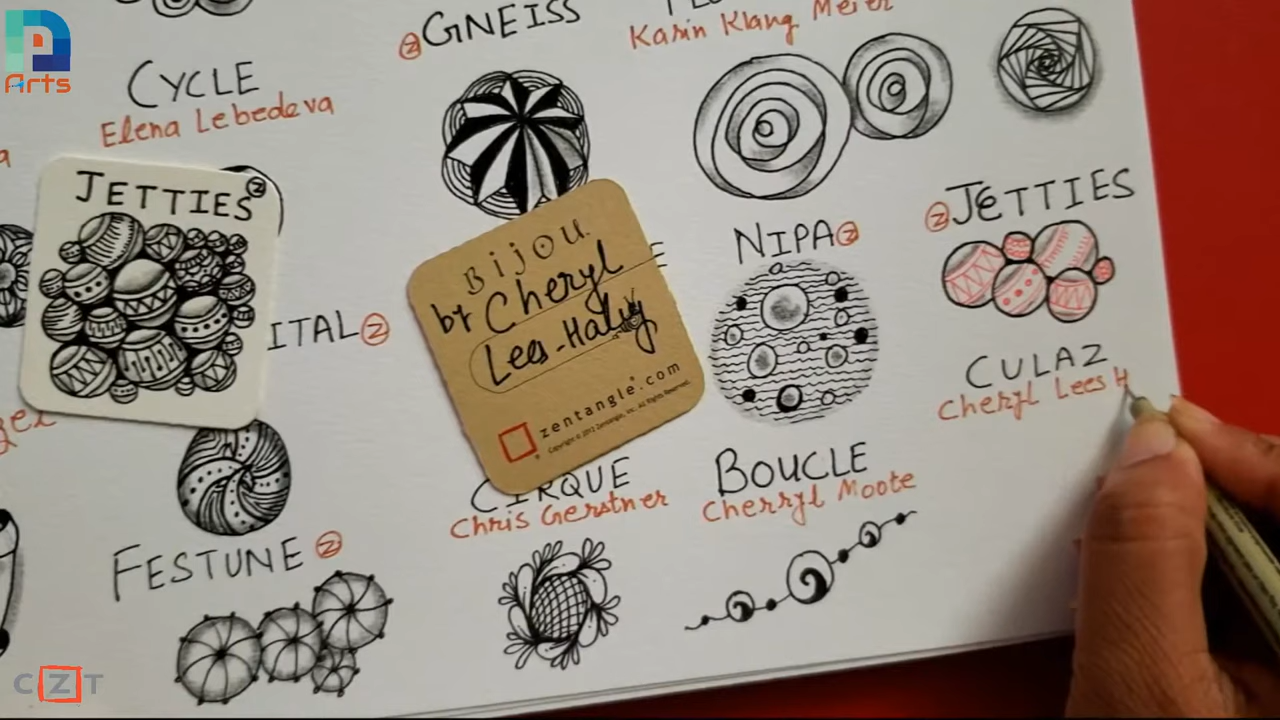 Arts
GNEISS
Karin Klang Meier
CYCLE
Elena Lebedeva
JETTIES
ITAL
Bijou
by Cheryl
Lees-Haley
zentangle.com
NIPA
JETTIES
CULAZ
Cheryl Lees H
CIRQUE
Chris Gerstner
BOUCLE
Cherryl Moote
FESTUNE
CZT